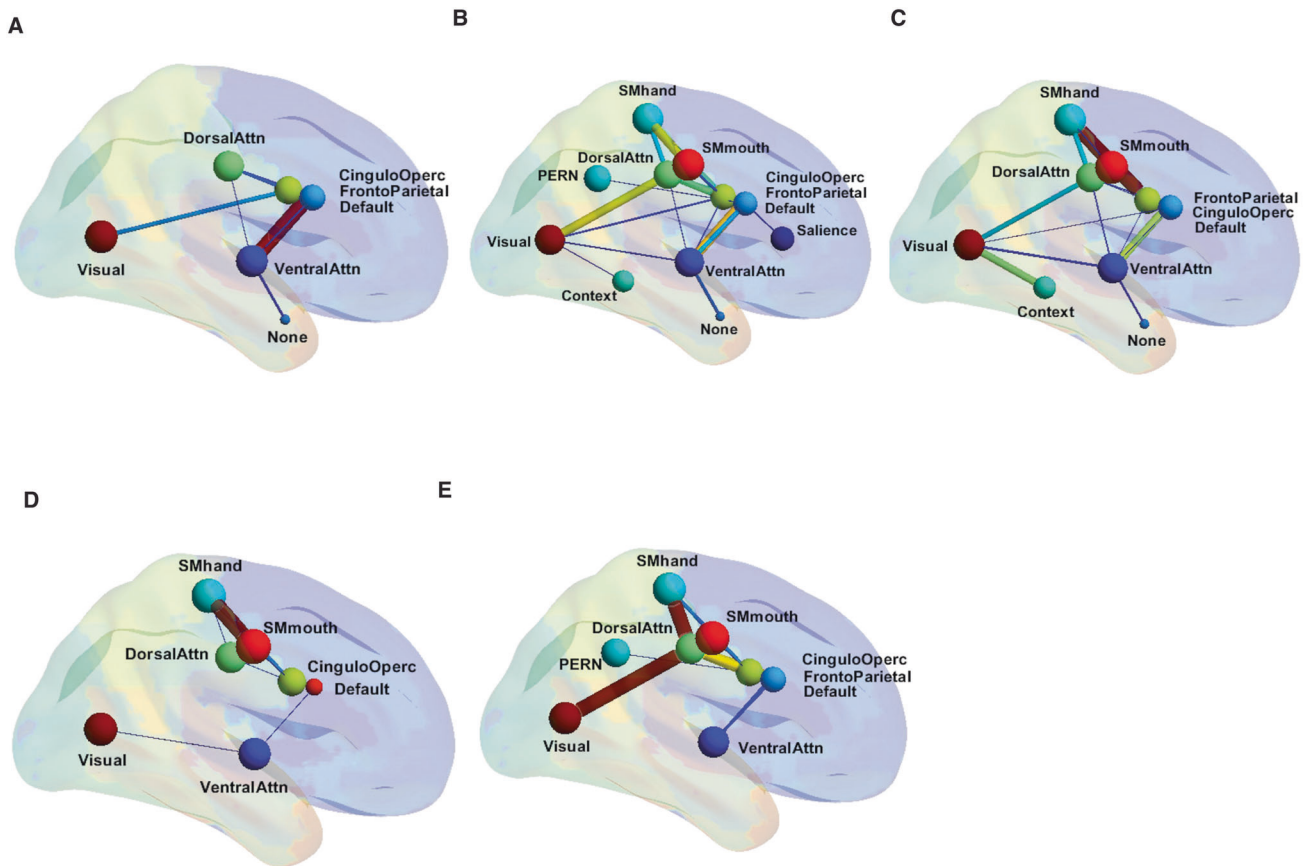 A
DorsalAttn
CinguloOperc
FrontoParietal
Default
Visual
VentralAttn
None
B
SMhand
DorsalAttn
SMmouth
PERN
CinguloOperc
FrontoParietal
Default
Visual
Salience
VentralAttn
Context
None
C
SMhand
SMmouth
DorsalAttn
FrontoParietal
CinguloOperc
Default
Visual
VentralAttn
Context
None
D
SMhand
SMmouth
DorsalAttn
CinguloOperc
Default
Visual
VentralAttn
E
SMhand
DorsalAttn
SMmouth
PERN
CinguloOperc
FrontoParietal
Default
Visual
VentralAttn